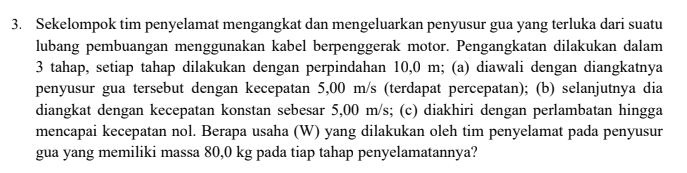 3. Sekelompok tim penyelamat mengangkat dan mengeluarkan penyusur gua yang terluka dari suatu
lubang pembuangan menggunakan kabel berpenggerak motor. Pengangkatan dilakukan dalam
3 tahap, setiap tahap dilakukan dengan perpindahan 10,0 m; (a) diawali dengan diangkatnya
penyusur gua tersebut dengan kecepatan 5,00 m/s (terdapat percepatan); (b) selanjutnya dia
diangkat dengan kecepatan konstan sebesar 5,00 m/s; (c) diakhiri dengan perlambatan hingga
mencapai kecepatan nol. Berapa usaha (W) yang dilakukan oleh tim penyelamat pada penyusur
gua yang memiliki massa 80,0 kg pada tiap tahap penyelamatannya?